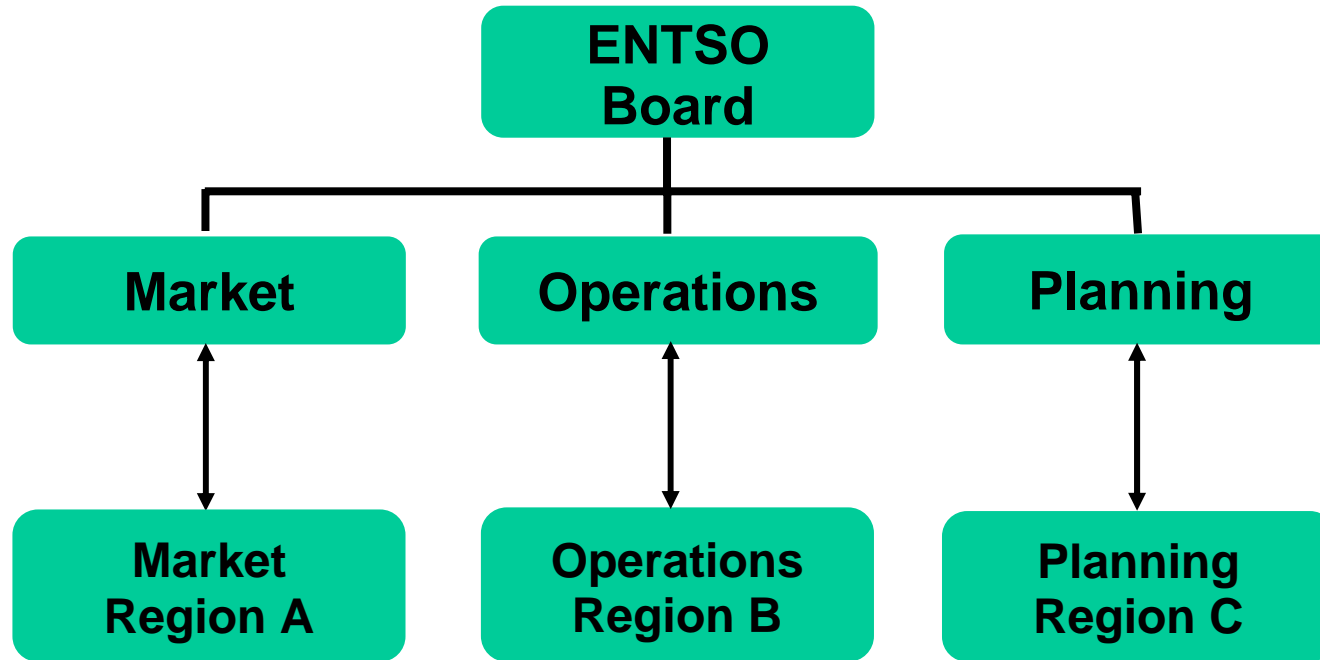 ENTSO
Board
Market
Operations
Planning
Market
Region A
Operations
Region B
Planning
Region C